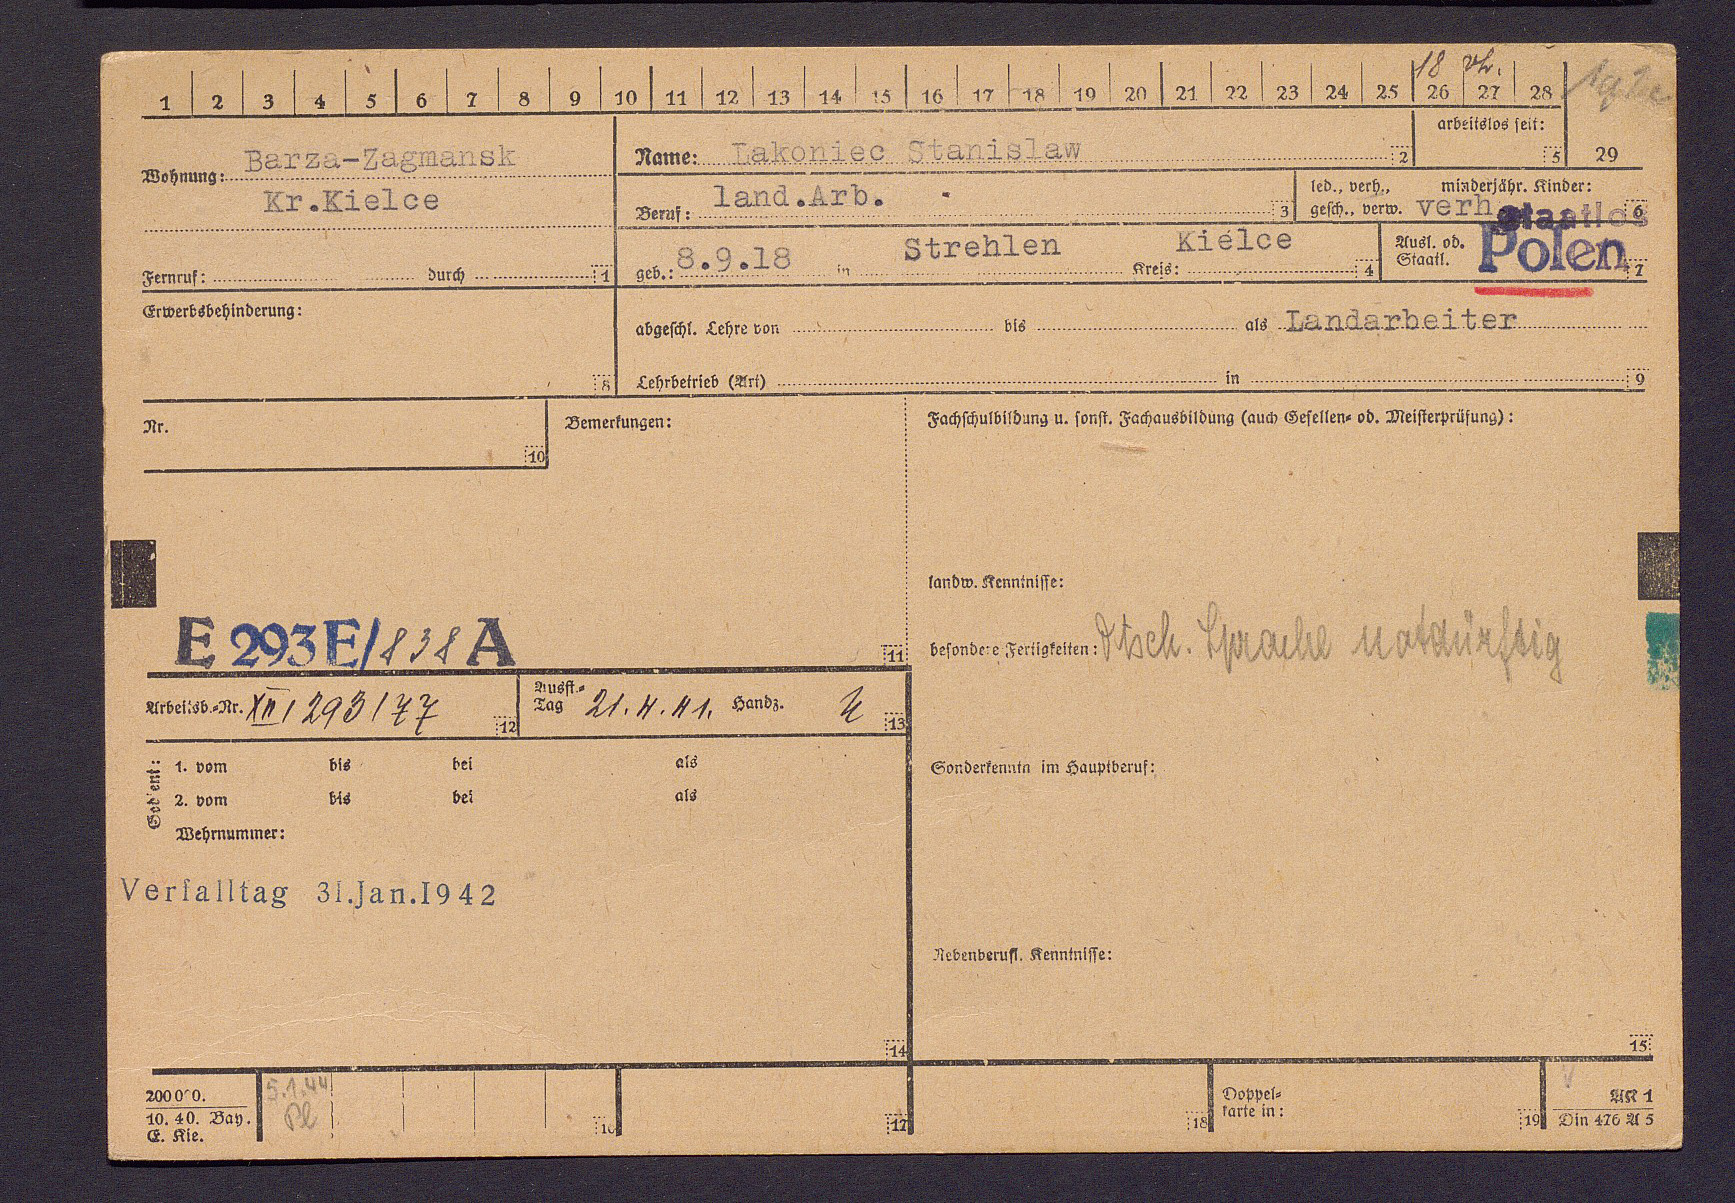 18 vh.
1 2 3 4 5 6 7 8 9 10 11 12 13 14 15 16 17 18 19 20 21 22 23 24 25 26 27 28
Wohnung: Barza-Zagmansk
Kr.Kielce
Fernruf: durch 1
Name: Lakoniec Stanislaw 2
arbeitslos seit: 5
29
Beruf: land.Arb. 3
led., verh., gesch., verw. verh
minderjähr. Kinder: 6
geb.: 8.9.18 in Strehlen Kreis: Kielce 4
Ausl. od. Staatl. staatlos Polen 7
Erwerbsbehinderung:
8
abgeschl. Lehre von bis als Landarbeiter
Lehrbetrieb (Art) in 9
Nr.
10
Bemerkungen:
Fachschulbildung u. sonst. Fachausbildung (auch Gesellen- od. Meisterprüfung):
landw. Kenntnisse:
E 293E/838 A
11
besondere Fertigkeiten: Dtsch. Sprache notdürftig
Arbeitsb.-Nr. XII/293/77 12
Ausst.-Tag 21.4.41. Handz. 13
Gedient:
1. vom bis bei als
2. vom bis bei als
Wehrnummer:
Sonderkenntn im Hauptberuf:
Verfalltag 31.Jan.1942
Nebenberufl. Kenntnisse:
14
15
200000.
10. 40. Bay.
E. Kie.
5.1.44
16
17
18
Doppel-
karte in:
19
AK 1
Din 476 A 5